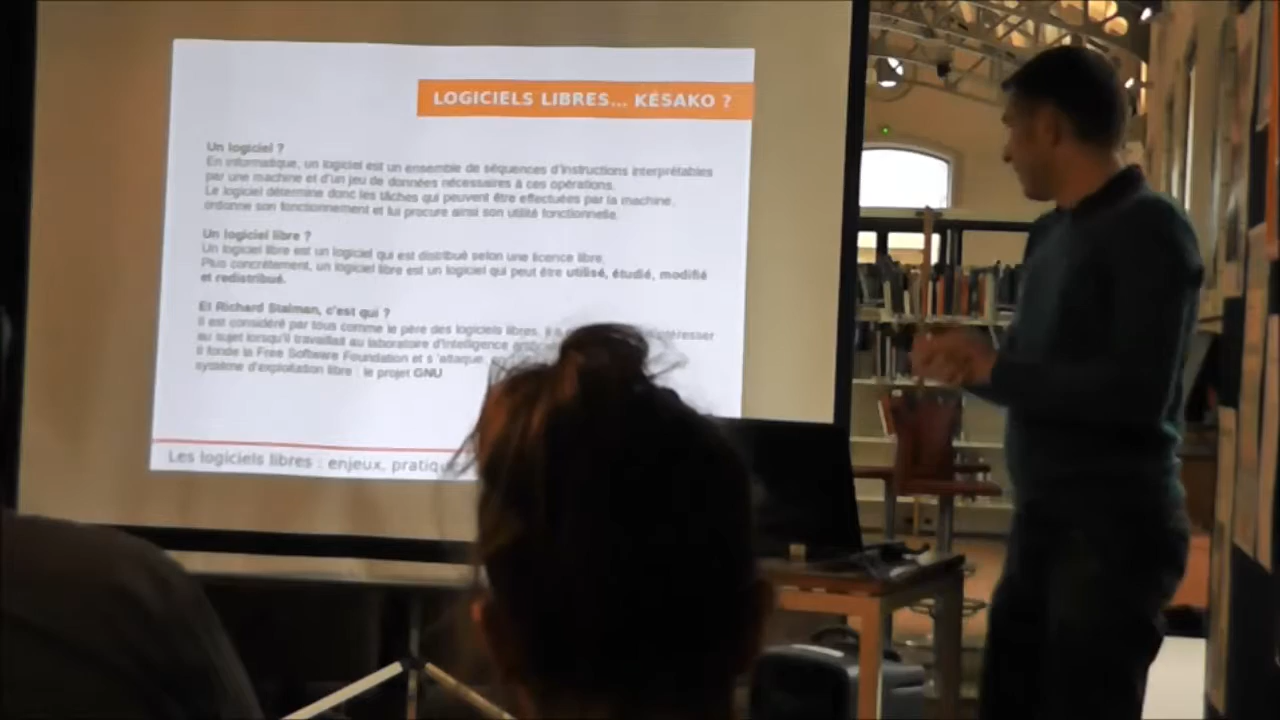 LOGICIELS LIBRES... KÉSAKO ?
Un logiciel ?
En informatique, un logiciel est un ensemble de séquences d'instructions interprétables
par une machine et d'un jeu de données nécessaires à ces opérations.
Le logiciel détermine donc les tâches qui peuvent être effectuées par la machine,
ordonne son fonctionnement et lui procure ainsi son utilité fonctionnelle.
Un logiciel libre ?
Un logiciel libre est un logiciel qui est distribué selon une licence libre.
Plus concrètement, un logiciel libre est un logiciel qui peut être utilisé, étudié, modifié
et redistribué.
Et Richard Stalman, c'est qui ?
Il est considéré par tous comme le père des logiciels libres. Il
au sujet lorsqu'il travaillait au laboratoire d'intelligence
Il fonde la Free Software Foundation et s'attaque
système d'exploitation libre : le projet GNU
Les logiciels libres : enjeux,